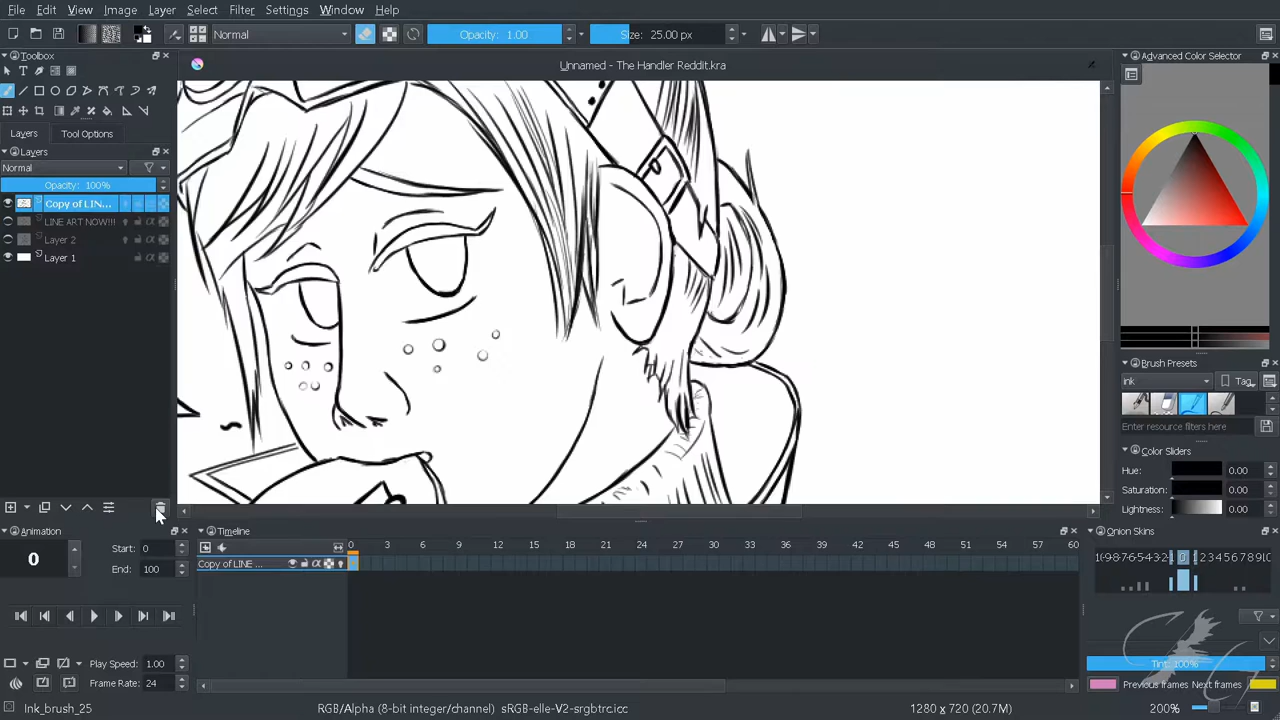 File Edit View Image Layer Select Filter Settings Window Help
Normal Opacity: 1.00 Size: 25.00 px
Toolbox
Unnamed - The Handler Reddit.kra
Advanced Color Selector
Layers Tool Options
Layers
Normal
Opacity: 100%
Copy of LIN...
LINE ART NOW!!!
Layer 2
Layer 1
Brush Presets
ink Tag
Enter resource filters here
Color Sliders
Hue: 0.00
Saturation: 0.00
Lightness: 0.00
Animation
0
Start: 0
End: 100
Play Speed: 1.00
Frame Rate: 24
Timeline
0 3 6 9 12 15 18 21 24 27 30 33 36 39 42 45 48 51 54 57 60
Copy of LINE ...
Onion Skins
Tint: 100%
Previous frames Next frames
Ink_brush_25
RGB/Alpha (8-bit integer/channel) sRGB-elle-V2-srgbtrc.icc
1280 x 720 (20.7M)
200%